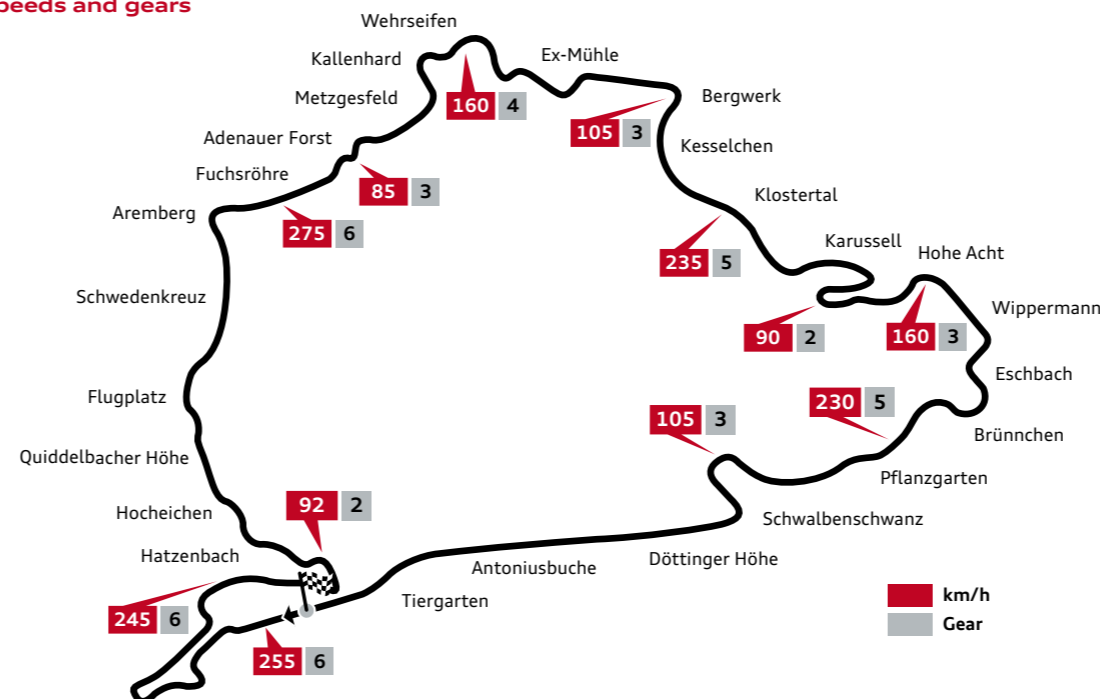 peeds and gears
Wehrseifen
Kallenhard
Ex-Mühle
Metzgesfeld
160 4
Bergwerk
105 3
Adenauer Forst
Kesselchen
Fuchsröhre
85 3
Klostertal
Aremberg
275 6
Karussell
Hohe Acht
235 5
Schwedenkreuz
Wippermann
90 2
160 3
Eschbach
Flugplatz
230 5
105 3
Brünnchen
Quiddelbacher Höhe
Pflanzgarten
92 2
Hocheichen
Schwalbenschwanz
Hatzenbach
Döttinger Höhe
Antoniusbuche
Tiergarten
km/h
245 6
Gear
255 6